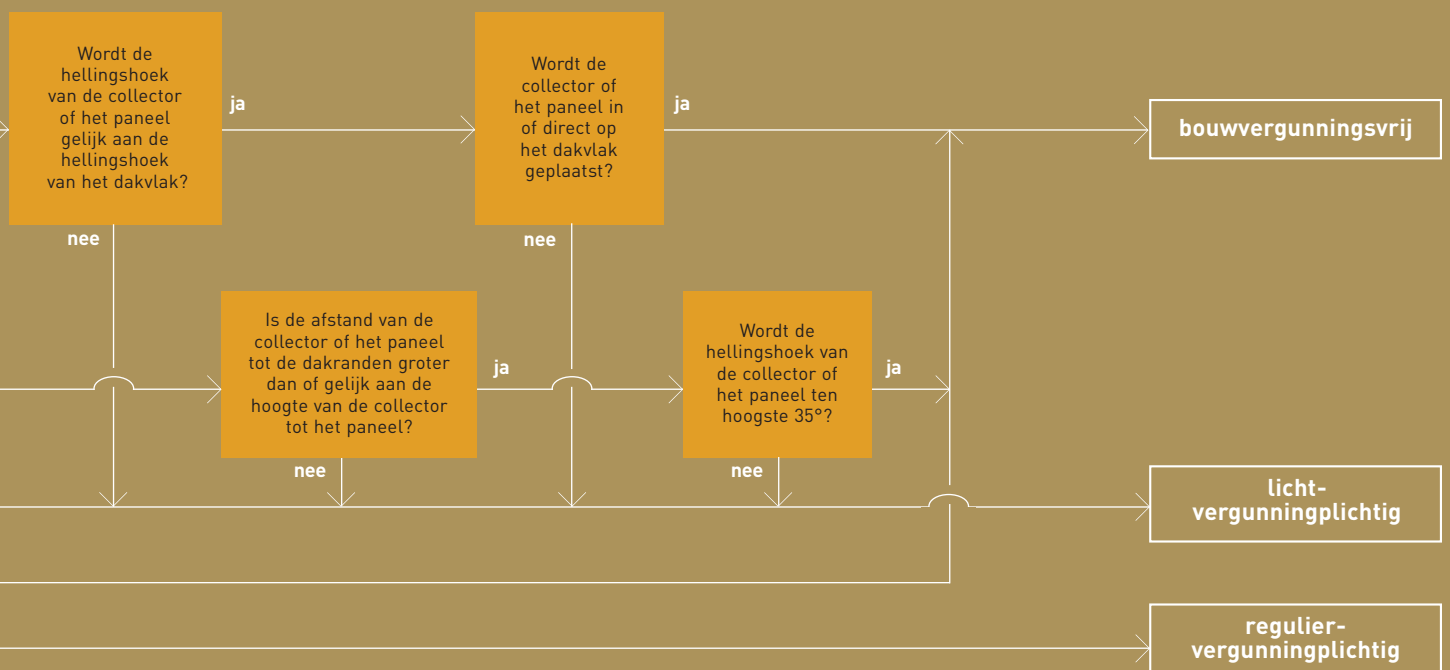 Wordt de
hellingshoek
van de collector
of het paneel
gelijk aan de
hellingshoek
van het dakvlak?
ja
nee
Wordt de
collector of
het paneel in
of direct op
het dakvlak
geplaatst?
ja
nee
bouwvergunningsvrij
Is de afstand van de
collector of het paneel
tot de dakranden groter
dan of gelijk aan de
hoogte van de collector
tot het paneel?
ja
nee
Wordt de
hellingshoek van
de collector of
het paneel ten
hoogste 35°?
ja
nee
licht-
vergunningplichtig
regulier-
vergunningplichtig